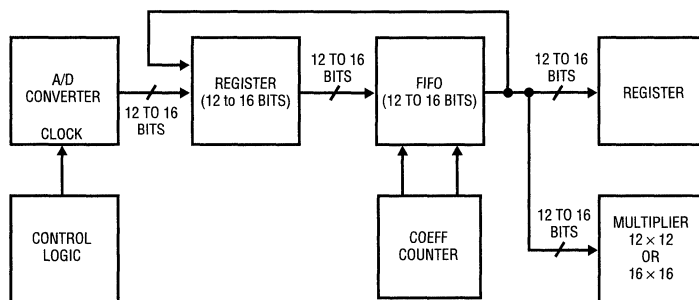 A/D
CONVERTER
CLOCK
12 TO 16
BITS
REGISTER
(12 to 16 BITS)
12 TO 16
BITS
FIFO
(12 TO 16 BITS)
12 TO 16
BITS
REGISTER
CONTROL
LOGIC
COEFF
COUNTER
12 TO 16
BITS
MULTIPLIER
12 × 12
OR
16 × 16